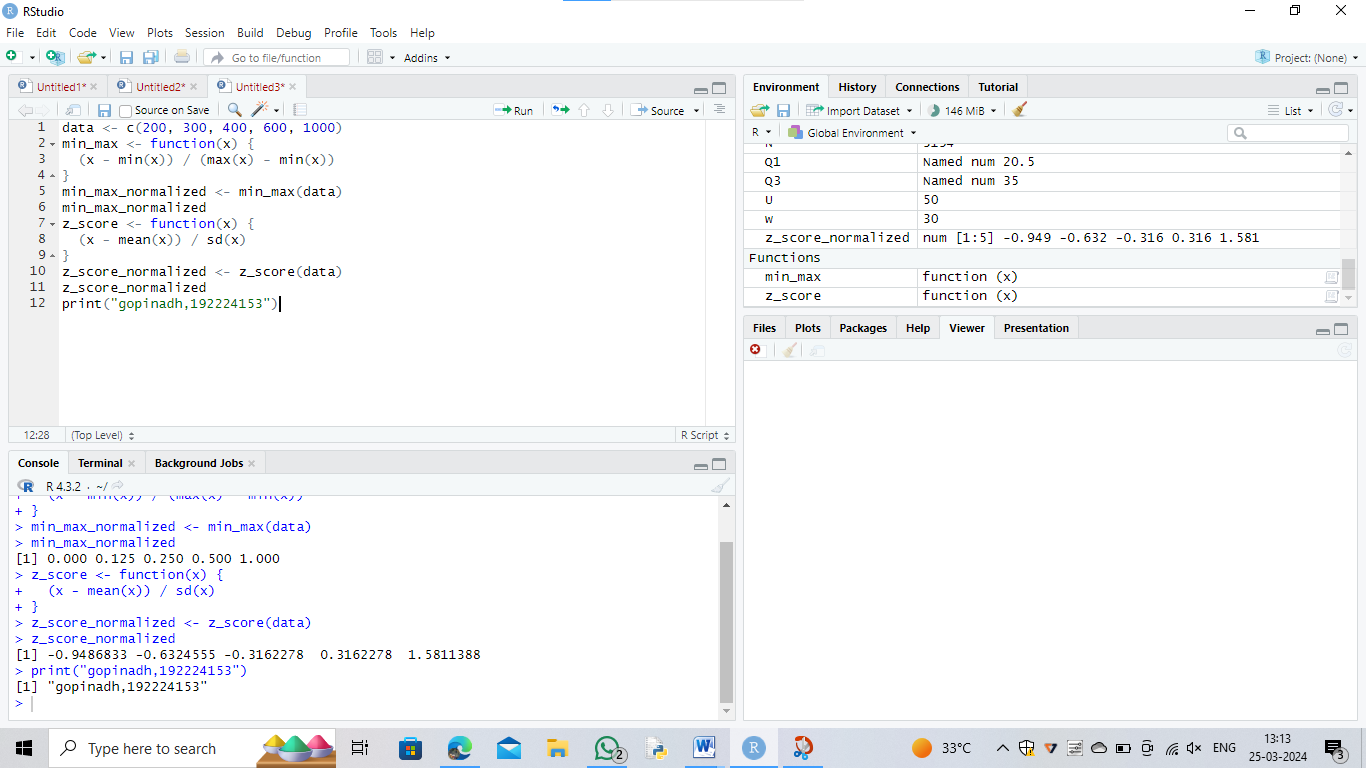 RStudio
File Edit Code View Plots Session Build Debug Profile Tools Help
Go to file/function Addins Project: (None)
Untitled1* Untitled2* Untitled3*
Source on Save Run Source
1 data <- c(200, 300, 400, 600, 1000)
2 min_max <- function(x) {
3   (x - min(x)) / (max(x) - min(x))
4 }
5 min_max_normalized <- min_max(data)
6 min_max_normalized
7 z_score <- function(x) {
8   (x - mean(x)) / sd(x)
9 }
10 z_score_normalized <- z_score(data)
11 z_score_normalized
12 print("gopinadh,192224153")
12:28 (Top Level) R Script
Console Terminal Background Jobs
R 4.3.2 · ~/
+   (x - min(x)) / (max(x) - min(x))
+ }
> min_max_normalized <- min_max(data)
> min_max_normalized
[1] 0.000 0.125 0.250 0.500 1.000
> z_score <- function(x) {
+   (x - mean(x)) / sd(x)
+ }
> z_score_normalized <- z_score(data)
> z_score_normalized
[1] -0.9486833 -0.6324555 -0.3162278  0.3162278  1.5811388
> print("gopinadh,192224153")
[1] "gopinadh,192224153"
>
Environment History Connections Tutorial
Import Dataset 146 MiB List
R Global Environment
N 5194
Q1 Named num 20.5
Q3 Named num 35
U 50
w 30
z_score_normalized num [1:5] -0.949 -0.632 -0.316 0.316 1.581
Functions
min_max function (x)
z_score function (x)
Files Plots Packages Help Viewer Presentation
Type here to search 2 33°C ENG 13:13
25-03-2024 3